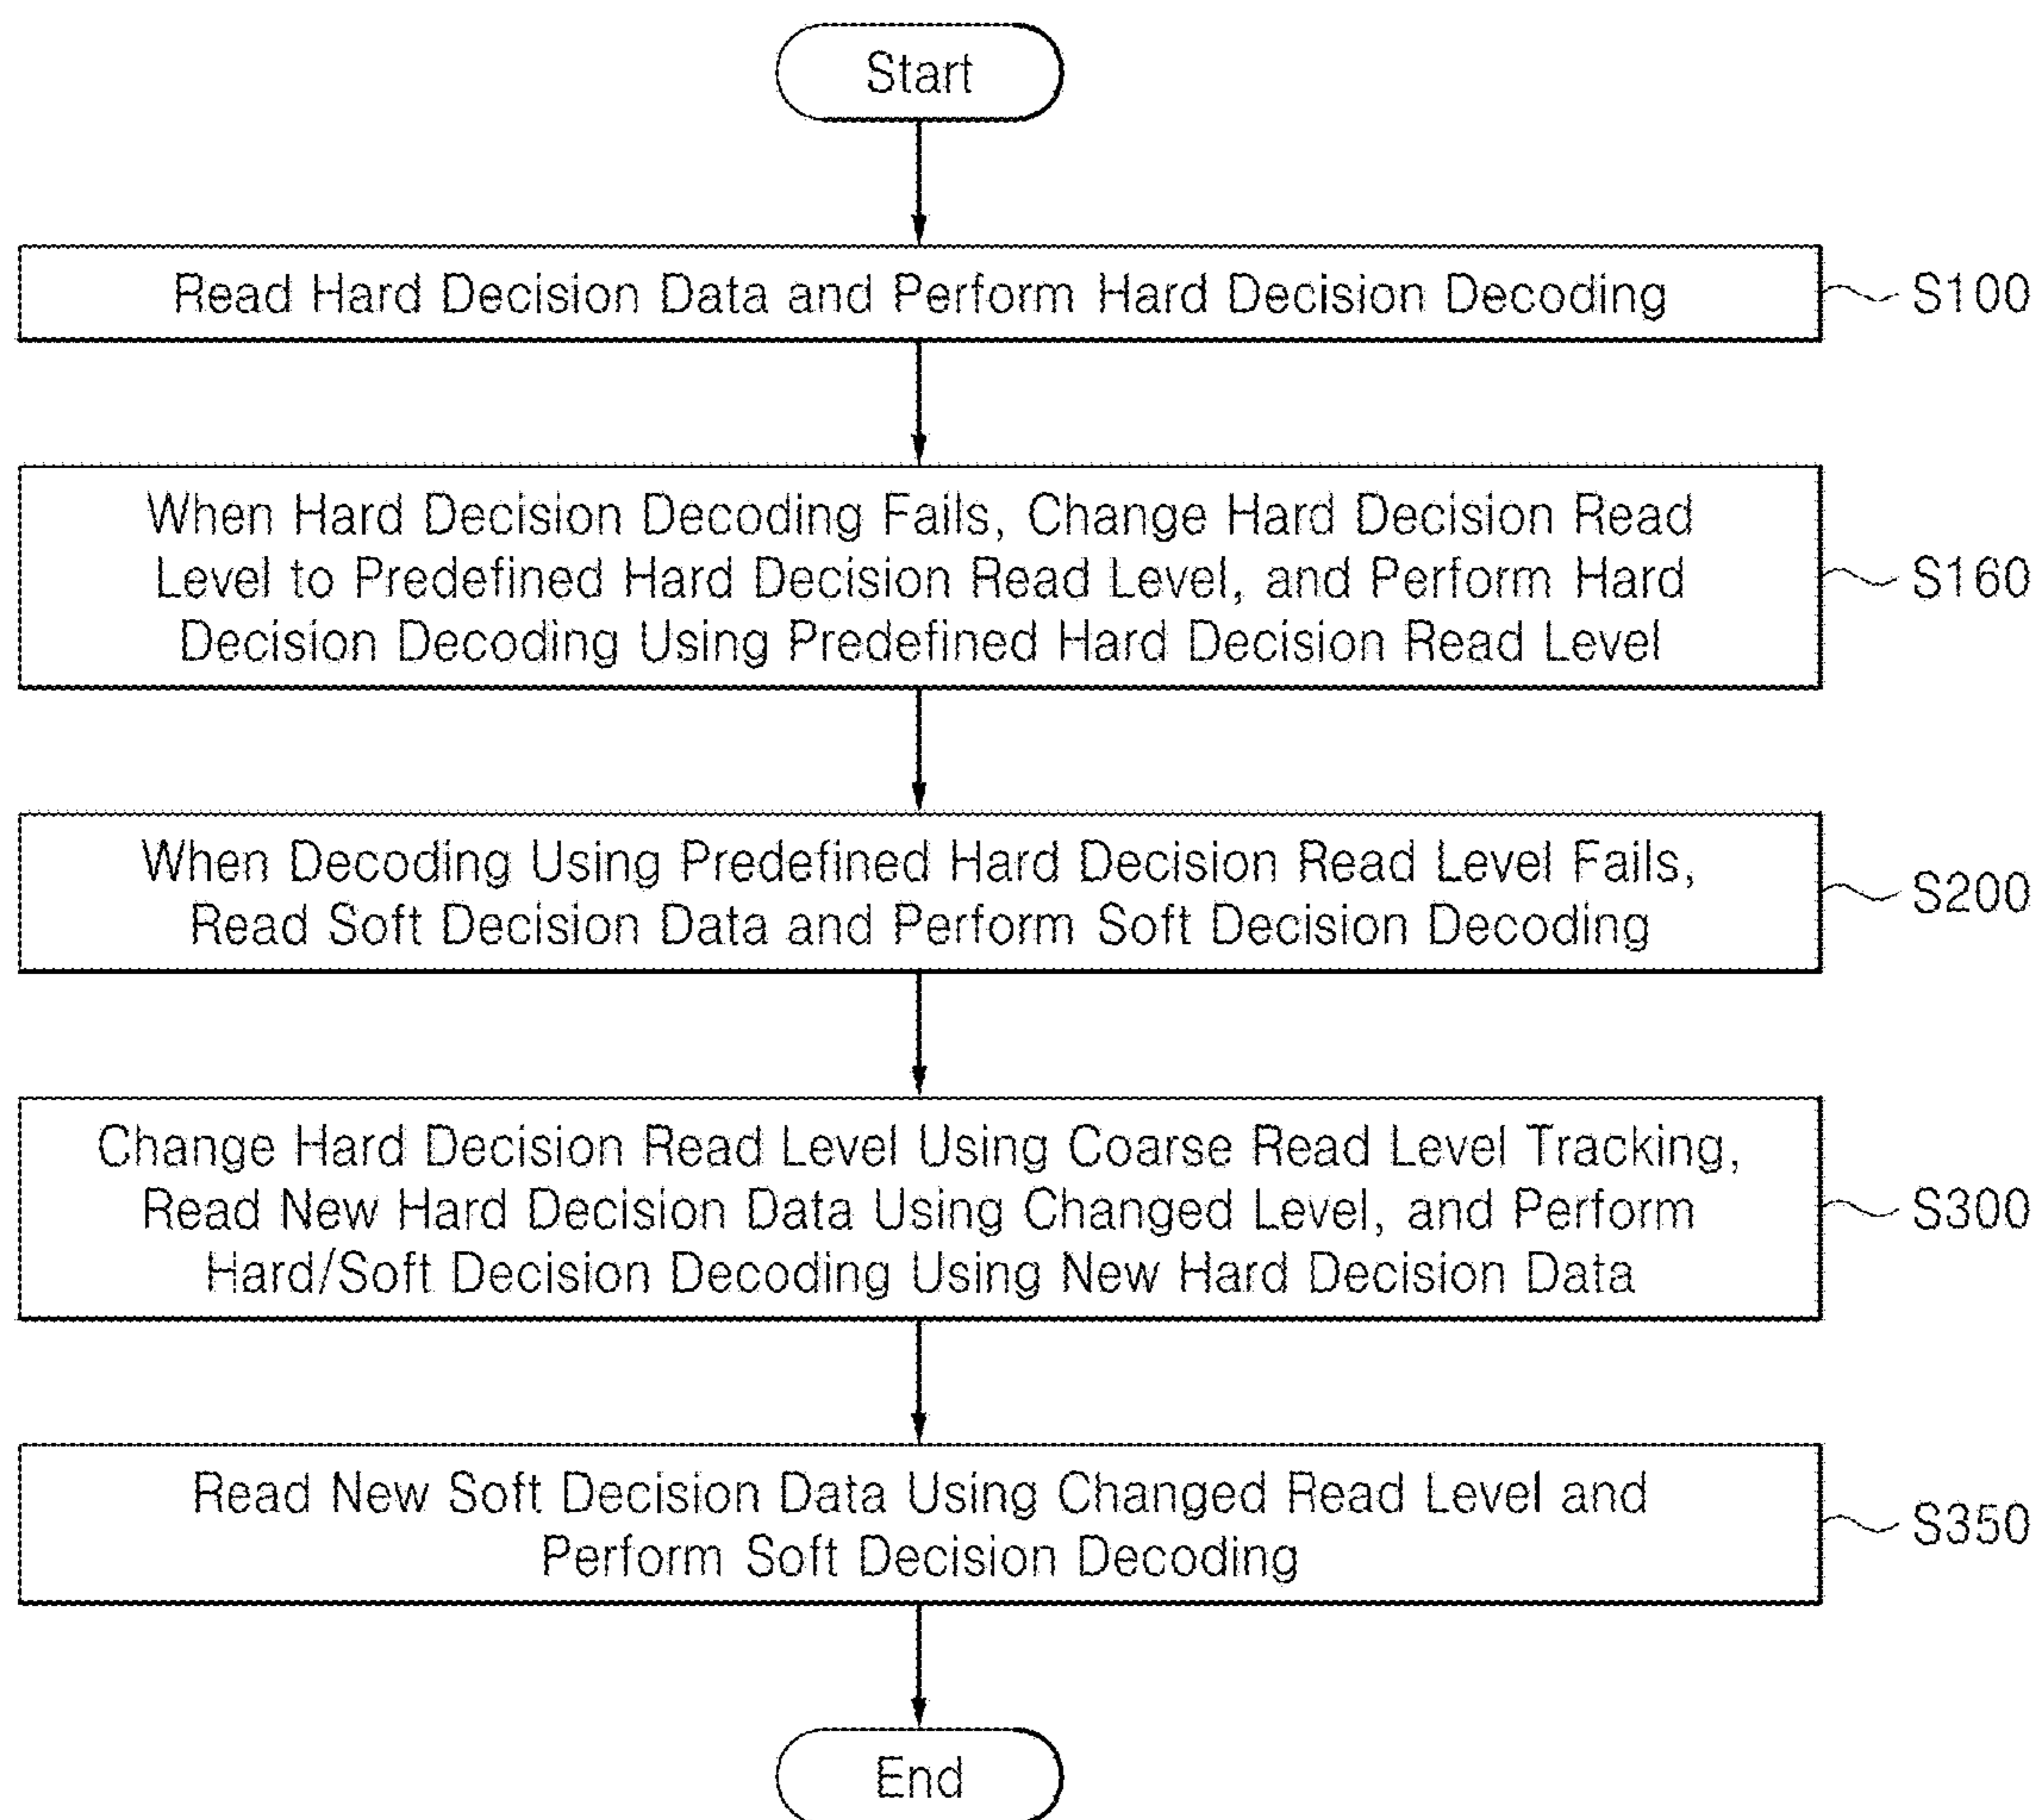 Start
Read Hard Decision Data and Perform Hard Decision Decoding
S100
When Hard Decision Decoding Fails, Change Hard Decision Read
Level to Predefined Hard Decision Read Level, and Perform Hard
Decision Decoding Using Predefined Hard Decision Read Level
S160
When Decoding Using Predefined Hard Decision Read Level Fails,
Read Soft Decision Data and Perform Soft Decision Decoding
S200
Change Hard Decision Read Level Using Coarse Read Level Tracking,
Read New Hard Decision Data Using Changed Level, and Perform
Hard/Soft Decision Decoding Using New Hard Decision Data
S300
Read New Soft Decision Data Using Changed Read Level and
Perform Soft Decision Decoding
S350
End